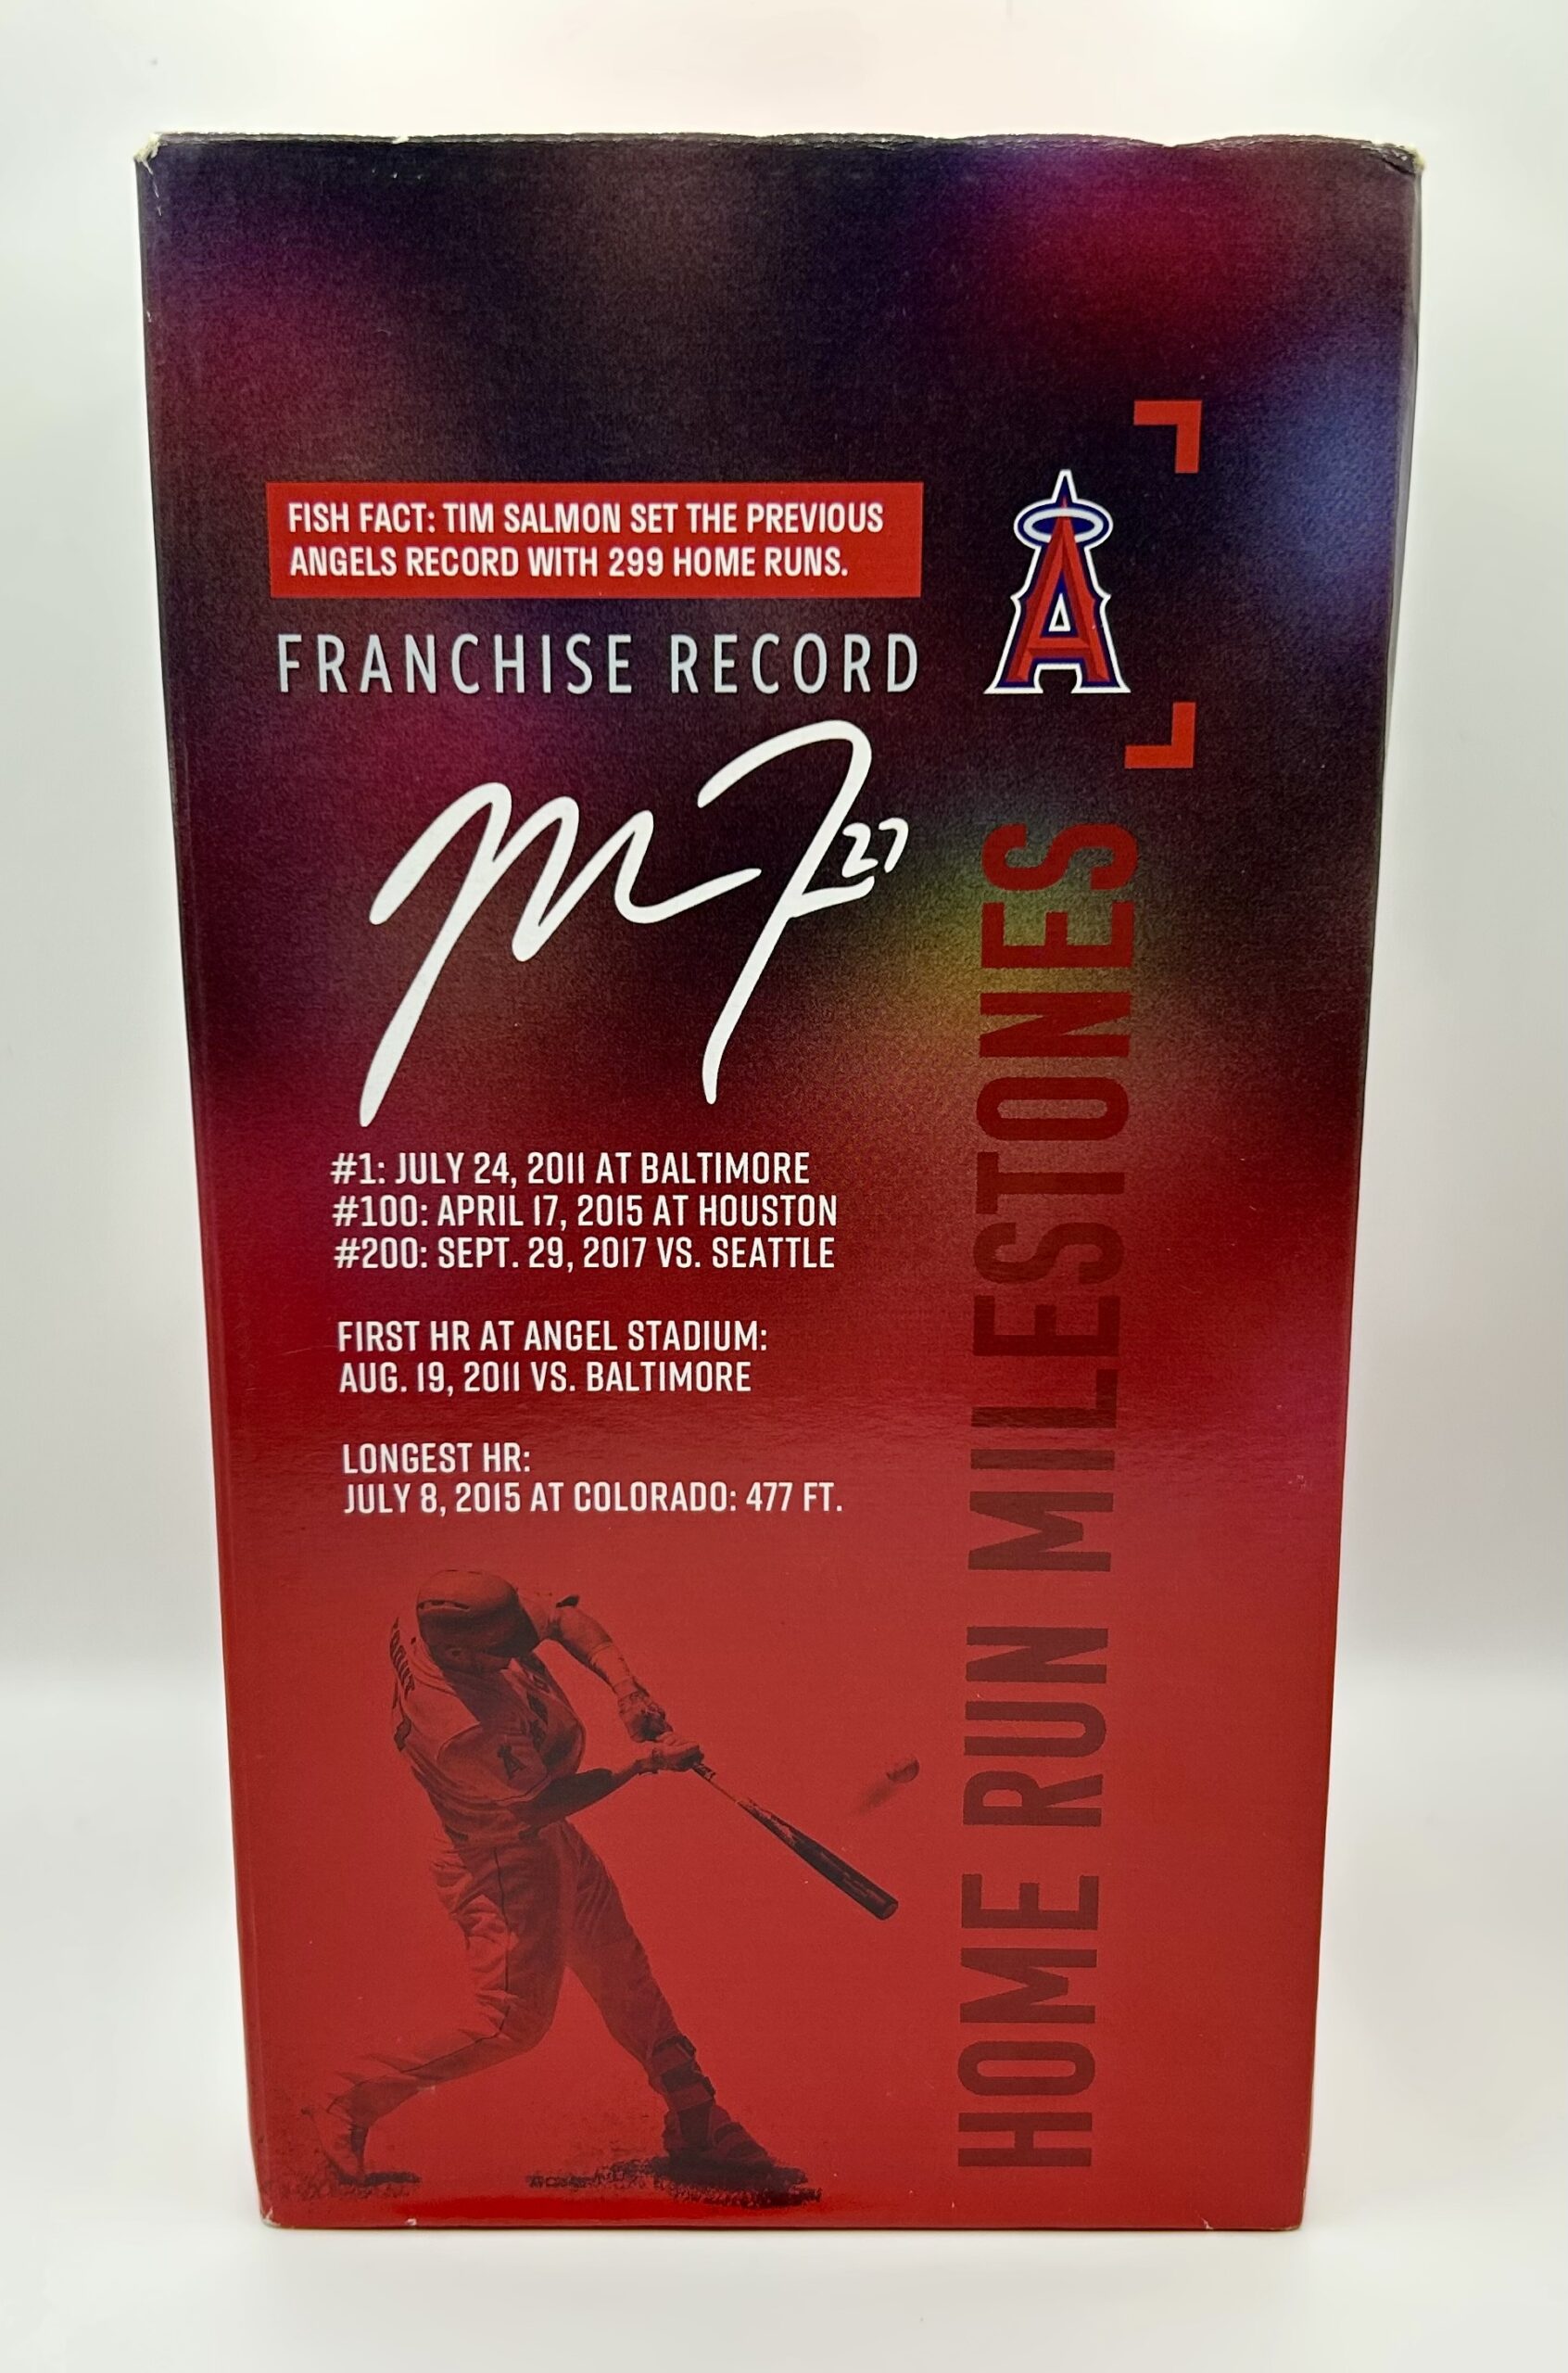 FISH FACT: TIM SALMON SET THE PREVIOUS
ANGELS RECORD WITH 299 HOME RUNS.
FRANCHISE RECORD
27
#1: JULY 24, 2011 AT BALTIMORE
#100: APRIL 17, 2015 AT HOUSTON
#200: SEPT. 29, 2017 VS. SEATTLE
FIRST HR AT ANGEL STADIUM:
AUG. 19, 2011 VS. BALTIMORE
LONGEST HR:
JULY 8, 2015 AT COLORADO: 477 FT.
TROUT
A
HOME RUN MILESTONES